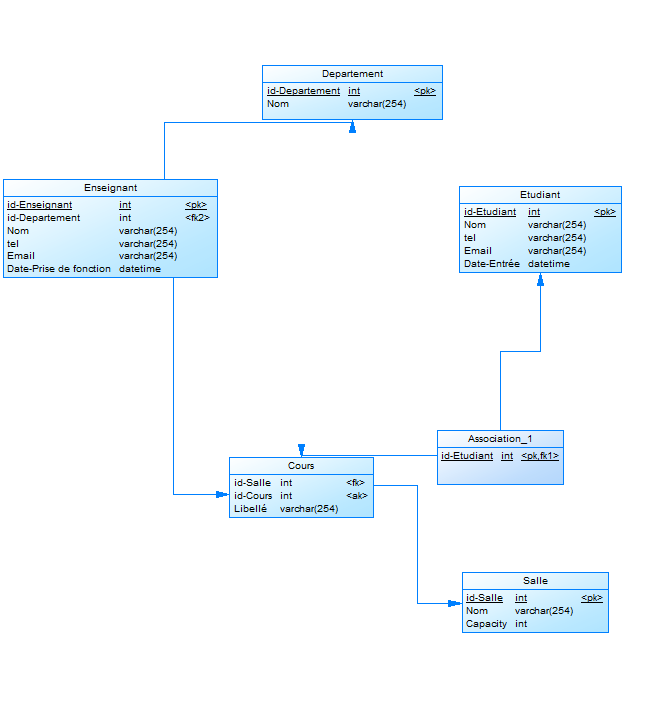 Departement
id-Departement int <pk>
Nom varchar(254)
Enseignant
id-Enseignant int <pk>
id-Departement int <fk2>
Nom varchar(254)
tel varchar(254)
Email varchar(254)
Date-Prise de fonction datetime
Etudiant
id-Etudiant int <pk>
Nom varchar(254)
tel varchar(254)
Email varchar(254)
Date-Entrée datetime
Association_1
id-Etudiant int <pk,fk1>
Cours
id-Salle int <fk>
id-Cours int <ak>
Libellé varchar(254)
Salle
id-Salle int <pk>
Nom varchar(254)
Capacity int